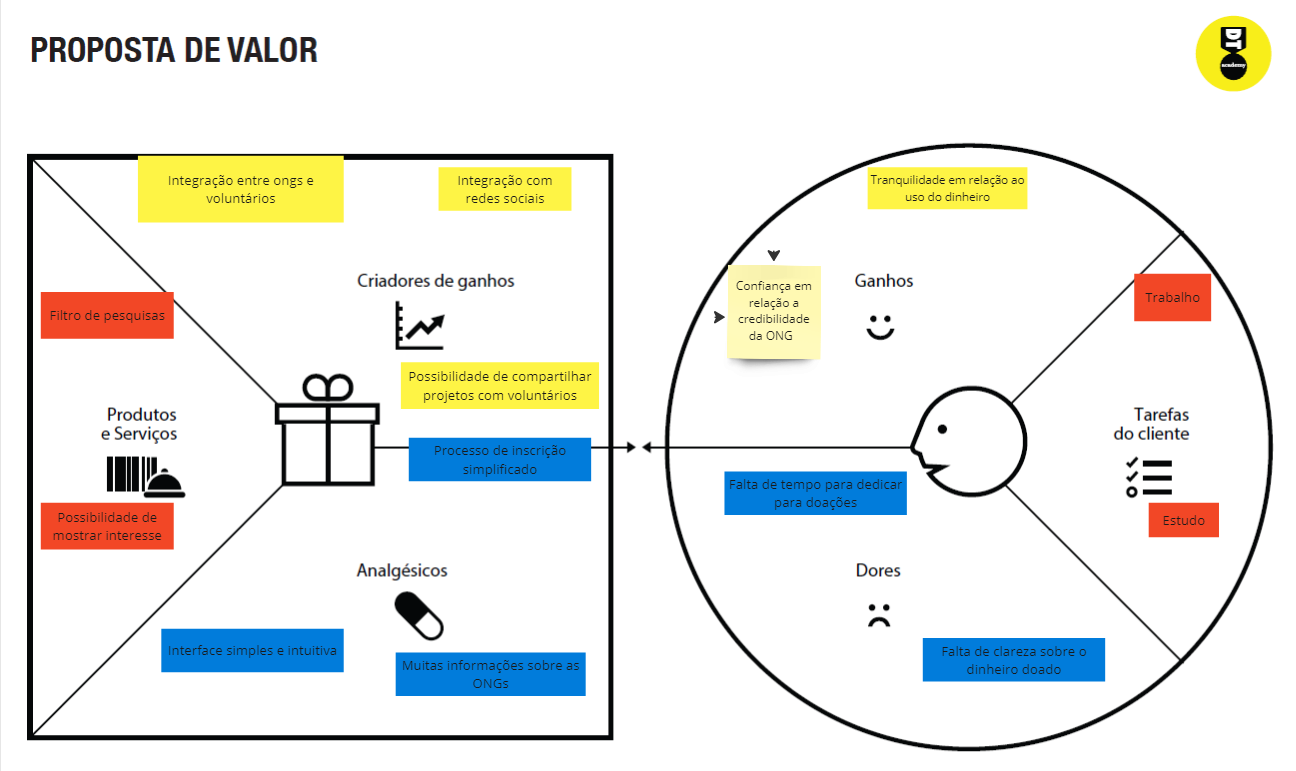 PROPOSTA DE VALOR
DT
academy
Integração entre ongs e
voluntários
Integração com
redes sociais
Criadores de ganhos
Filtro de pesquisas
Possibilidade de compartilhar
projetos com voluntários
Produtos
e Serviços
Processo de inscrição
simplificado
Possibilidade de
mostrar interesse
Analgésicos
Interface simples e intuitiva
Muitas informações sobre as
ONGs
Tranquilidade em relação ao
uso do dinheiro
Confiança em
relação a
credibilidade
da ONG
Ganhos
Trabalho
Tarefas
do cliente
Falta de tempo para dedicar
para doações
Estudo
Dores
Falta de clareza sobre o
dinheiro doado